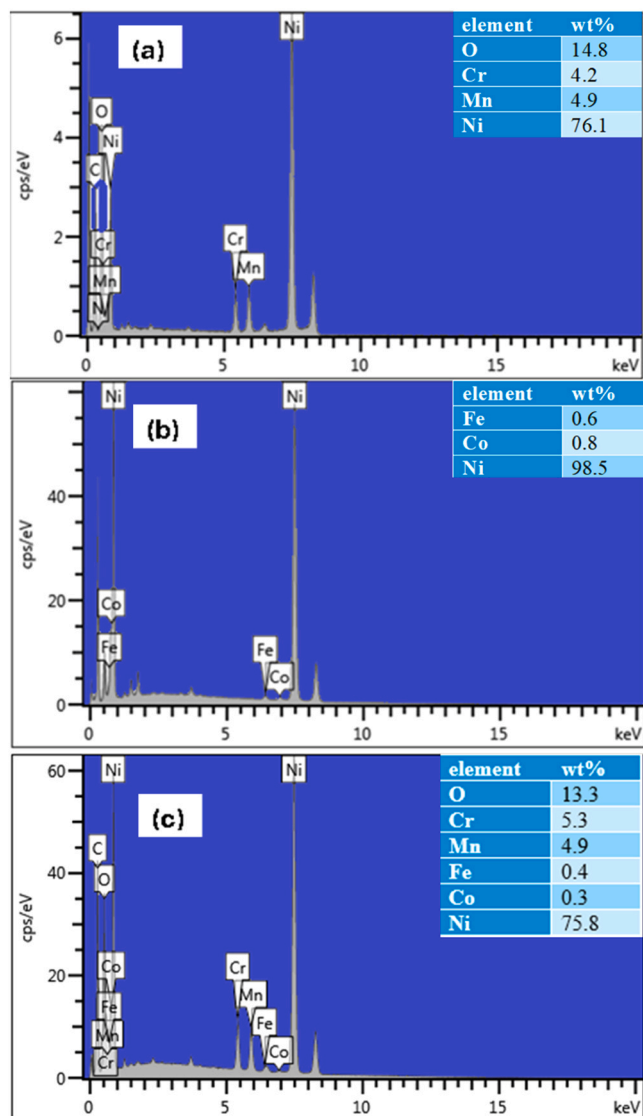 (a)
element wt%
O 14.8
Cr 4.2
Mn 4.9
Ni 76.1
cps/eV
6
4
2
0
O
Ni
C
Cr
Mn
N
Cr
Mn
Ni
0 5 10 15 keV
(b)
element wt%
Fe 0.6
Co 0.8
Ni 98.5
cps/eV
40
20
0
Ni
Co
Fe
Fe
Co
Ni
0 5 10 15 keV
(c)
element wt%
O 13.3
Cr 5.3
Mn 4.9
Fe 0.4
Co 0.3
Ni 75.8
cps/eV
60
40
20
0
Ni
C
O
Co
Fe
Mn
Cr
Cr
Mn
Fe
Co
Ni
0 5 10 15 keV